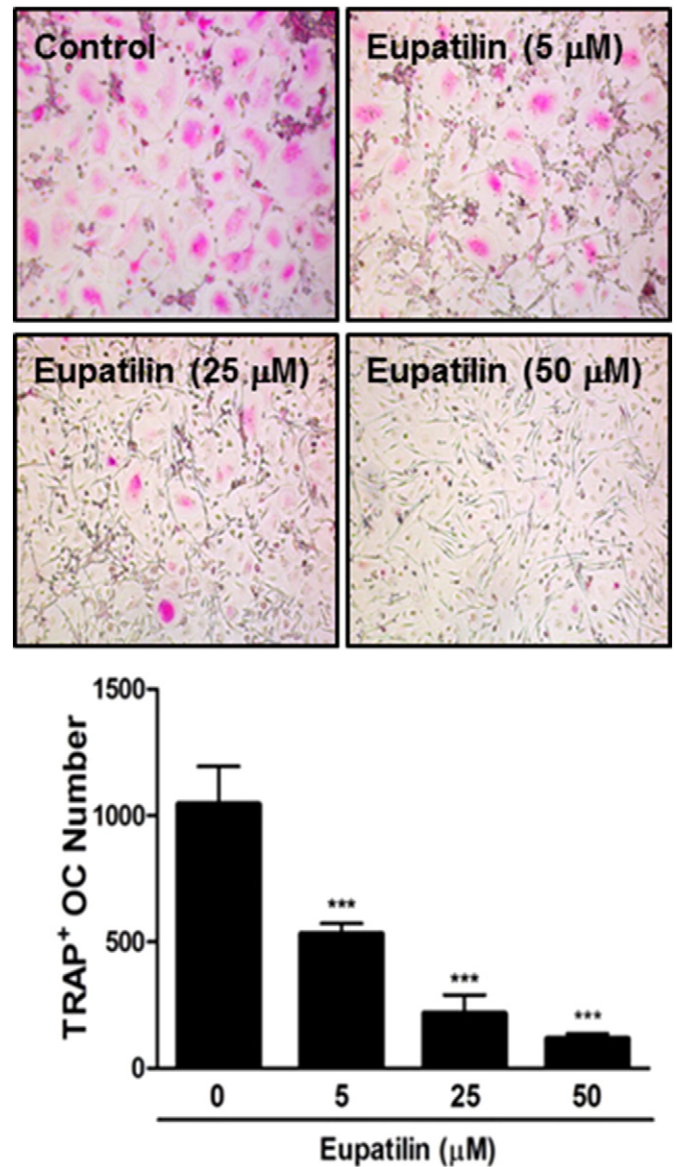 Control
Eupatilin (5 μM)
Eupatilin (25 μM)
Eupatilin (50 μM)
TRAP⁺ OC Number
1500
1000
500
0
***
***
***
0 5 25 50
Eupatilin (μM)